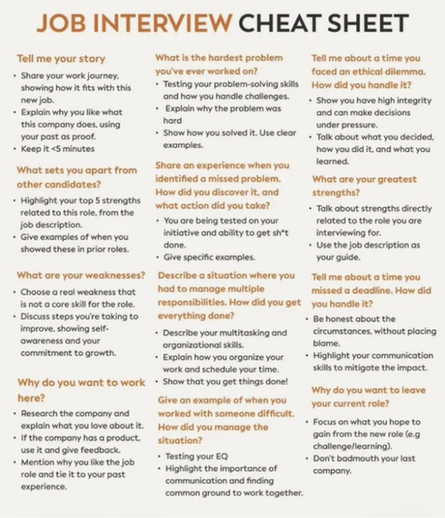 JOB INTERVIEW CHEAT SHEET
Tell me your story
• Share your work journey,
showing how it fits with this
new job.
• Explain why you like what
this company does, using
your past as proof.
• Keep it <5 minutes
What sets you apart from
other candidates?
• Highlight your top 5 strengths
related to this role, from the
job description.
• Give examples of when you
showed these in prior roles.
What are your weaknesses?
• Choose a real weakness that
is not a core skill for the role.
• Discuss steps you're taking to
improve, showing self-
awareness and your
commitment to growth.
Why do you want to work
here?
• Research the company and
explain what you love about it.
• If the company has a product,
use it and give feedback.
• Mention why you like the job
role and tie it to your past
experience.
What is the hardest problem
you've ever worked on?
• Testing your problem-solving skills
and how you handle challenges.
• Explain why the problem was
hard
• Show how you solved it. Use clear
examples.
Share an experience when you
identified a missed problem.
How did you discover it, and
what action did you take?
• You are being tested on your
initiative and ability to get sh*t
done.
• Give specific examples.
Describe a situation where you
had to manage multiple
responsibilities. How did you get
everything done?
• Describe your multitasking and
organizational skills.
• Explain how you organize your
work and schedule your time.
• Show that you get things done!
Give an example of when you
worked with someone difficult.
How did you manage the
situation?
• Testing your EQ
• Highlight the importance of
communication and finding
common ground to work together.
Tell me about a time you
faced an ethical dilemma.
How did you handle it?
• Show you have high integrity
and can make decisions
under pressure.
• Talk about what you decided,
how you did it, and what you
learned.
What are your greatest
strengths?
• Talk about strengths directly
related to the role you are
interviewing for.
• Use the job description as
your guide.
Tell me about a time you
missed a deadline. How did
you handle it?
• Be honest about the
circumstances, without placing
blame.
• Highlight your communication
skills to mitigate the impact.
Why do you want to leave
your current role?
• Focus on what you hope to
gain from the new role (e.g
challenge/learning).
• Don't badmouth your last
company.